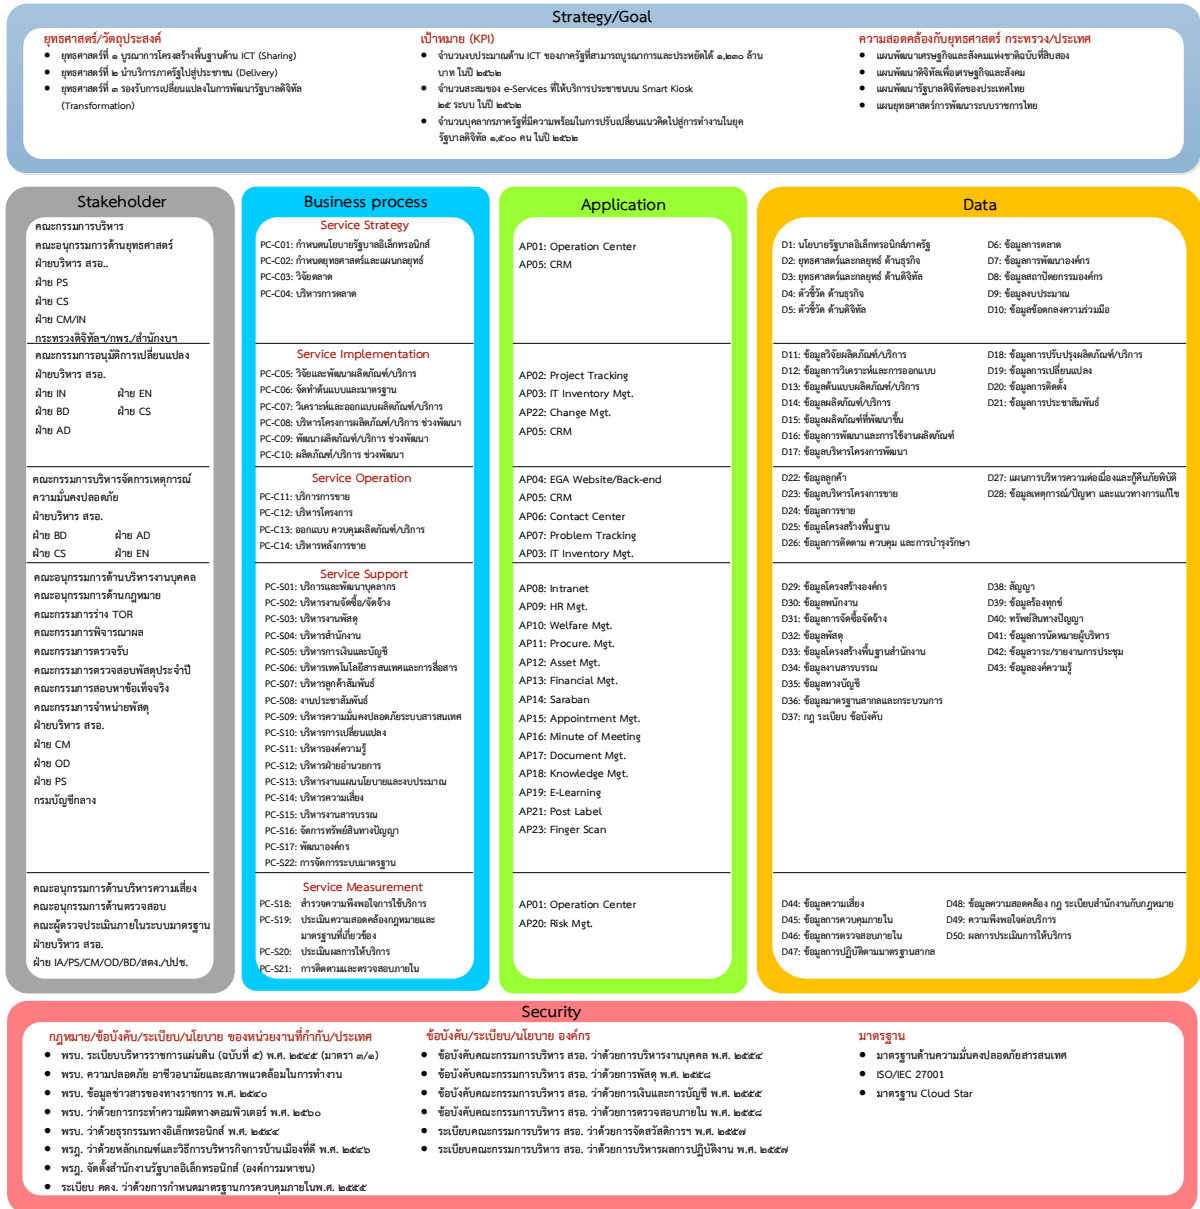 Strategy/Goal
ยุทธศาสตร์/วัตถุประสงค์
• ยุทธศาสตร์ที่ ๑ บูรณาการโครงสร้างพื้นฐานด้าน ICT (Sharing)
• ยุทธศาสตร์ที่ ๒ นำบริการภาครัฐไปสู่ประชาชน (Delivery)
• ยุทธศาสตร์ที่ ๓ รองรับการเปลี่ยนแปลงในการพัฒนารัฐบาลดิจิทัล
(Transformation)
เป้าหมาย (KPI)
• จำนวนงบประมาณด้าน ICT ของภาครัฐที่สามารถบูรณาการและประหยัดได้ ๑,๒๓๐ ล้าน
บาท ในปี ๒๕๖๒
• จำนวนสะสมของ e-Services ที่ให้บริการประชาชนบน Smart Kiosk
๒๕ ระบบ ในปี ๒๕๖๒
• จำนวนบุคลากรภาครัฐที่มีความพร้อมในการปรับเปลี่ยนแนวคิดไปสู่การทำงานในยุค
รัฐบาลดิจิทัล ๑,๕๐๐ คน ในปี ๒๕๖๒
ความสอดคล้องกับยุทธศาสตร์ กระทรวง/ประเทศ
• แผนพัฒนาเศรษฐกิจและสังคมแห่งชาติฉบับที่สิบสอง
• แผนพัฒนาดิจิทัลเพื่อเศรษฐกิจและสังคม
• แผนพัฒนารัฐบาลดิจิทัลของประเทศไทย
• แผนยุทธศาสตร์การพัฒนาระบบราชการไทย
Stakeholder
คณะกรรมการบริหาร
คณะอนุกรรมการด้านยุทธศาสตร์
ฝ่ายบริหาร สรอ..
ฝ่าย PS
ฝ่าย CS
ฝ่าย CM/IN
กระทรวงดิจิทัลฯ/กพร./สำนักงบฯ
คณะกรรมการอนุมัติการเปลี่ยนแปลง
ฝ่ายบริหาร สรอ.
ฝ่าย IN ฝ่าย EN
ฝ่าย BD ฝ่าย CS
ฝ่าย AD
คณะกรรมการบริหารจัดการเหตุการณ์
ความมั่นคงปลอดภัย
ฝ่ายบริหาร สรอ.
ฝ่าย BD ฝ่าย AD
ฝ่าย CS ฝ่าย EN
คณะอนุกรรมการด้านบริหารงานบุคคล
คณะอนุกรรมการด้านกฎหมาย
คณะกรรมการร่าง TOR
คณะกรรมการพิจารณาผล
คณะกรรมการตรวจรับ
คณะกรรมการตรวจสอบพัสดุประจำปี
คณะกรรมการสอบหาข้อเท็จจริง
คณะกรรมการจำหน่ายพัสดุ
ฝ่ายบริหาร สรอ.
ฝ่าย CM
ฝ่าย OD
ฝ่าย PS
กรมบัญชีกลาง
คณะอนุกรรมการด้านบริหารความเสี่ยง
คณะอนุกรรมการด้านตรวจสอบ
คณะผู้ตรวจประเมินภายในระบบมาตรฐาน
ฝ่ายบริหาร สรอ.
ฝ่าย IA/PS/CM/OD/BD/สตง./ปปช.
Business process
Service Strategy
PC-C01: กำหนดนโยบายรัฐบาลอิเล็กทรอนิกส์
PC-C02: กำหนดยุทธศาสตร์และแผนกลยุทธ์
PC-C03: วิจัยตลาด
PC-C04: บริหารการตลาด
Service Implementation
PC-C05: วิจัยและพัฒนาผลิตภัณฑ์/บริการ
PC-C06: จัดทำต้นแบบและมาตรฐาน
PC-C07: วิเคราะห์และออกแบบผลิตภัณฑ์/บริการ
PC-C08: บริหารโครงการผลิตภัณฑ์/บริการ ช่วงพัฒนา
PC-C09: พัฒนาผลิตภัณฑ์/บริการ ช่วงพัฒนา
PC-C10: ผลิตภัณฑ์/บริการ ช่วงพัฒนา
Service Operation
PC-C11: บริการการขาย
PC-C12: บริหารโครงการ
PC-C13: ออกแบบ ควบคุมผลิตภัณฑ์/บริการ
PC-C14: บริหารหลังการขาย
Service Support
PC-S01: บริการและพัฒนาบุคลากร
PC-S02: บริหารงานจัดซื้อ/จัดจ้าง
PC-S03: บริหารงานพัสดุ
PC-S04: บริหารสำนักงาน
PC-S05: บริหารการเงินและบัญชี
PC-S06: บริหารเทคโนโลยีสารสนเทศและการสื่อสาร
PC-S07: บริหารลูกค้าสัมพันธ์
PC-S08: งานประชาสัมพันธ์
PC-S09: บริหารความมั่นคงปลอดภัยระบบสารสนเทศ
PC-S10: บริหารการเปลี่ยนแปลง
PC-S11: บริหารองค์ความรู้
PC-S12: บริหารฝ่ายอำนวยการ
PC-S13: บริหารงานแผนนโยบายและงบประมาณ
PC-S14: บริหารความเสี่ยง
PC-S15: บริหารงานสารบรรณ
PC-S16: จัดการทรัพย์สินทางปัญญา
PC-S17: พัฒนาองค์กร
PC-S22: การจัดการระบบมาตรฐาน
Service Measurement
PC-S18: สำรวจความพึงพอใจการใช้บริการ
PC-S19: ประเมินความสอดคล้องกฎหมายและ
มาตรฐานที่เกี่ยวข้อง
PC-S20: ประเมินผลการให้บริการ
PC-S21: การติดตามและตรวจสอบภายใน
Application
AP01: Operation Center
AP05: CRM
AP02: Project Tracking
AP03: IT Inventory Mgt.
AP22: Change Mgt.
AP05: CRM
AP04: EGA Website/Back-end
AP05: CRM
AP06: Contact Center
AP07: Problem Tracking
AP03: IT Inventory Mgt.
AP08: Intranet
AP09: HR Mgt.
AP10: Welfare Mgt.
AP11: Procure. Mgt.
AP12: Asset Mgt.
AP13: Financial Mgt.
AP14: Saraban
AP15: Appointment Mgt.
AP16: Minute of Meeting
AP17: Document Mgt.
AP18: Knowledge Mgt.
AP19: E-Learning
AP21: Post Label
AP23: Finger Scan
AP01: Operation Center
AP20: Risk Mgt.
Data
D1: นโยบายรัฐบาลอิเล็กทรอนิกส์ภาครัฐ
D2: ยุทธศาสตร์และกลยุทธ์ ด้านธุรกิจ
D3: ยุทธศาสตร์และกลยุทธ์ ด้านดิจิทัล
D4: ตัวชี้วัด ด้านธุรกิจ
D5: ตัวชี้วัด ด้านดิจิทัล
D6: ข้อมูลการตลาด
D7: ข้อมูลการพัฒนาองค์กร
D8: ข้อมูลสถาปัตยกรรมองค์กร
D9: ข้อมูลงบประมาณ
D10: ข้อมูลข้อตกลงความร่วมมือ
D11: ข้อมูลวิจัยผลิตภัณฑ์/บริการ
D12: ข้อมูลการวิเคราะห์และการออกแบบ
D13: ข้อมูลต้นแบบผลิตภัณฑ์/บริการ
D14: ข้อมูลผลิตภัณฑ์/บริการ
D15: ข้อมูลผลิตภัณฑ์ที่พัฒนาขึ้น
D16: ข้อมูลการพัฒนาและการใช้งานผลิตภัณฑ์
D17: ข้อมูลบริหารโครงการพัฒนา
D18: ข้อมูลการปรับปรุงผลิตภัณฑ์/บริการ
D19: ข้อมูลการเปลี่ยนแปลง
D20: ข้อมูลการติดตั้ง
D21: ข้อมูลการประชาสัมพันธ์
D22: ข้อมูลลูกค้า
D23: ข้อมูลบริหารโครงการขาย
D24: ข้อมูลการขาย
D25: ข้อมูลโครงสร้างพื้นฐาน
D26: ข้อมูลการติดตาม ควบคุม และการบำรุงรักษา
D27: แผนการบริหารความต่อเนื่องและกู้คืนภัยพิบัติ
D28: ข้อมูลเหตุการณ์/ปัญหา และแนวทางการแก้ไข
D29: ข้อมูลโครงสร้างองค์กร
D30: ข้อมูลพนักงาน
D31: ข้อมูลการจัดซื้อจัดจ้าง
D32: ข้อมูลพัสดุ
D33: ข้อมูลโครงสร้างพื้นฐานสำนักงาน
D34: ข้อมูลงานสารบรรณ
D35: ข้อมูลทางบัญชี
D36: ข้อมูลมาตรฐานสากลและกระบวนการ
D37: กฎ ระเบียบ ข้อบังคับ
D38: สัญญา
D39: ข้อมูลร้องทุกข์
D40: ทรัพย์สินทางปัญญา
D41: ข้อมูลการนัดหมายผู้บริหาร
D42: ข้อมูลวาระ/รายงานการประชุม
D43: ข้อมูลองค์ความรู้
D44: ข้อมูลความเสี่ยง
D45: ข้อมูลการควบคุมภายใน
D46: ข้อมูลการตรวจสอบภายใน
D47: ข้อมูลการปฏิบัติตามมาตรฐานสากล
D48: ข้อมูลความสอดคล้อง กฎ ระเบียบสำนักงานกับกฎหมาย
D49: ความพึงพอใจต่อบริการ
D50: ผลการประเมินการให้บริการ
Security
กฎหมาย/ข้อบังคับ/ระเบียบ/นโยบาย ของหน่วยงานที่กำกับ/ประเทศ
• พรบ. ระเบียบบริหารราชการแผ่นดิน (ฉบับที่ ๕) พ.ศ. ๒๕๔๕ (มาตรา ๓/๑)
• พรบ. ความปลอดภัย อาชีวอนามัยและสภาพแวดล้อมในการทำงาน
• พรบ. ข้อมูลข่าวสารของทางราชการ พ.ศ. ๒๕๔๐
• พรบ. ว่าด้วยการกระทำความผิดทางคอมพิวเตอร์ พ.ศ. ๒๕๖๐
• พรบ. ว่าด้วยธุรกรรมทางอิเล็กทรอนิกส์ พ.ศ. ๒๕๔๔
• พรฎ. ว่าด้วยหลักเกณฑ์และวิธีการบริหารกิจการบ้านเมืองที่ดี พ.ศ. ๒๕๔๖
• พรฎ. จัดตั้งสำนักงานรัฐบาลอิเล็กทรอนิกส์ (องค์การมหาชน)
• ระเบียบ คตง. ว่าด้วยการกำหนดมาตรฐานการควบคุมภายในพ.ศ. ๒๕๕๕
ข้อบังคับ/ระเบียบ/นโยบาย องค์กร
• ข้อบังคับคณะกรรมการบริหาร สรอ. ว่าด้วยการบริหารงานบุคคล พ.ศ. ๒๕๕๔
• ข้อบังคับคณะกรรมการบริหาร สรอ. ว่าด้วยการพัสดุ พ.ศ. ๒๕๕๘
• ข้อบังคับคณะกรรมการบริหาร สรอ. ว่าด้วยการเงินและการบัญชี พ.ศ. ๒๕๕๕
• ข้อบังคับคณะกรรมการบริหาร สรอ. ว่าด้วยการตรวจสอบภายใน พ.ศ. ๒๕๕๘
• ระเบียบคณะกรรมการบริหาร สรอ. ว่าด้วยการจัดสวัสดิการฯ พ.ศ. ๒๕๕๗
• ระเบียบคณะกรรมการบริหาร สรอ. ว่าด้วยการบริหารผลการปฏิบัติงาน พ.ศ. ๒๕๕๗
มาตรฐาน
• มาตรฐานด้านความมั่นคงปลอดภัยสารสนเทศ
• ISO/IEC 27001
• มาตรฐาน Cloud Star